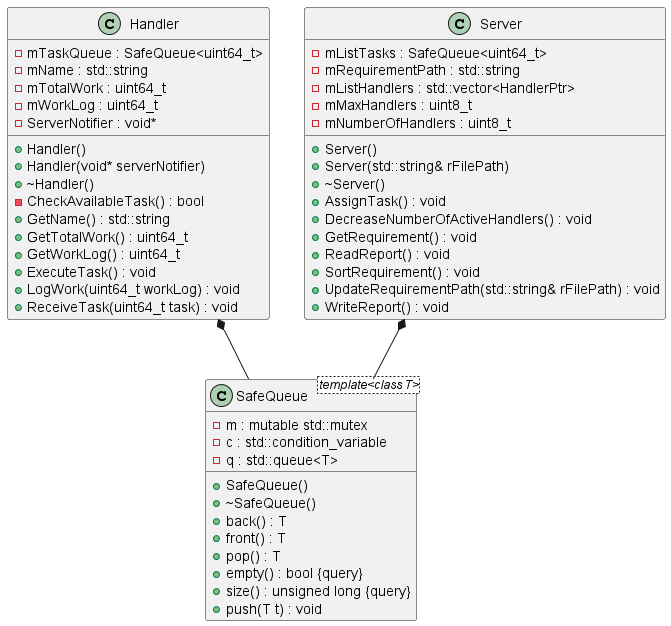 C Handler
mTaskQueue : SafeQueue<uint64_t>
mName : std::string
mTotalWork : uint64_t
mWorkLog : uint64_t
ServerNotifier : void*
Handler()
Handler(void* serverNotifier)
~Handler()
CheckAvailableTask() : bool
GetName() : std::string
GetTotalWork() : uint64_t
GetWorkLog() : uint64_t
ExecuteTask() : void
LogWork(uint64_t workLog) : void
ReceiveTask(uint64_t task) : void
C Server
mListTasks : SafeQueue<uint64_t>
mRequirementPath : std::string
mListHandlers : std::vector<HandlerPtr>
mMaxHandlers : uint8_t
mNumberOfHandlers : uint8_t
Server()
Server(std::string& rFilePath)
~Server()
AssignTask() : void
DecreaseNumberOfActiveHandlers() : void
GetRequirement() : void
ReadReport() : void
SortRequirement() : void
UpdateRequirementPath(std::string& rFilePath) : void
WriteReport() : void
template<class T>
C SafeQueue
m : mutable std::mutex
c : std::condition_variable
q : std::queue<T>
SafeQueue()
~SafeQueue()
back() : T
front() : T
pop() : T
empty() : bool {query}
size() : unsigned long {query}
push(T t) : void